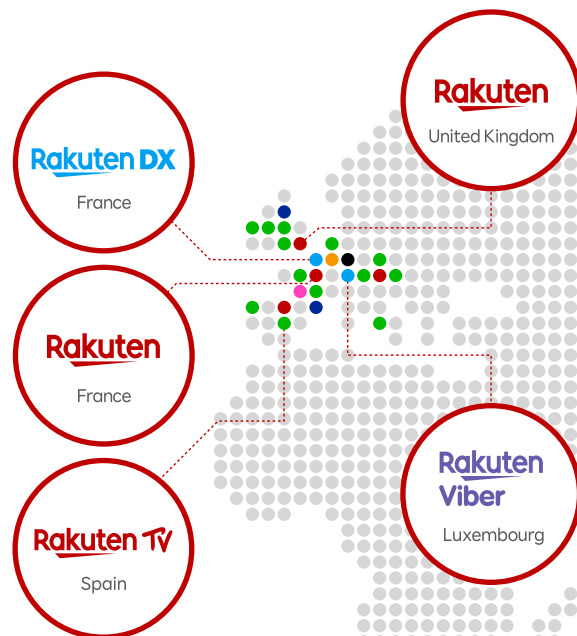 Rakuten
United Kingdom
Rakuten DX
France
Rakuten
France
Rakuten TV
Spain
Rakuten
Viber
Luxembourg